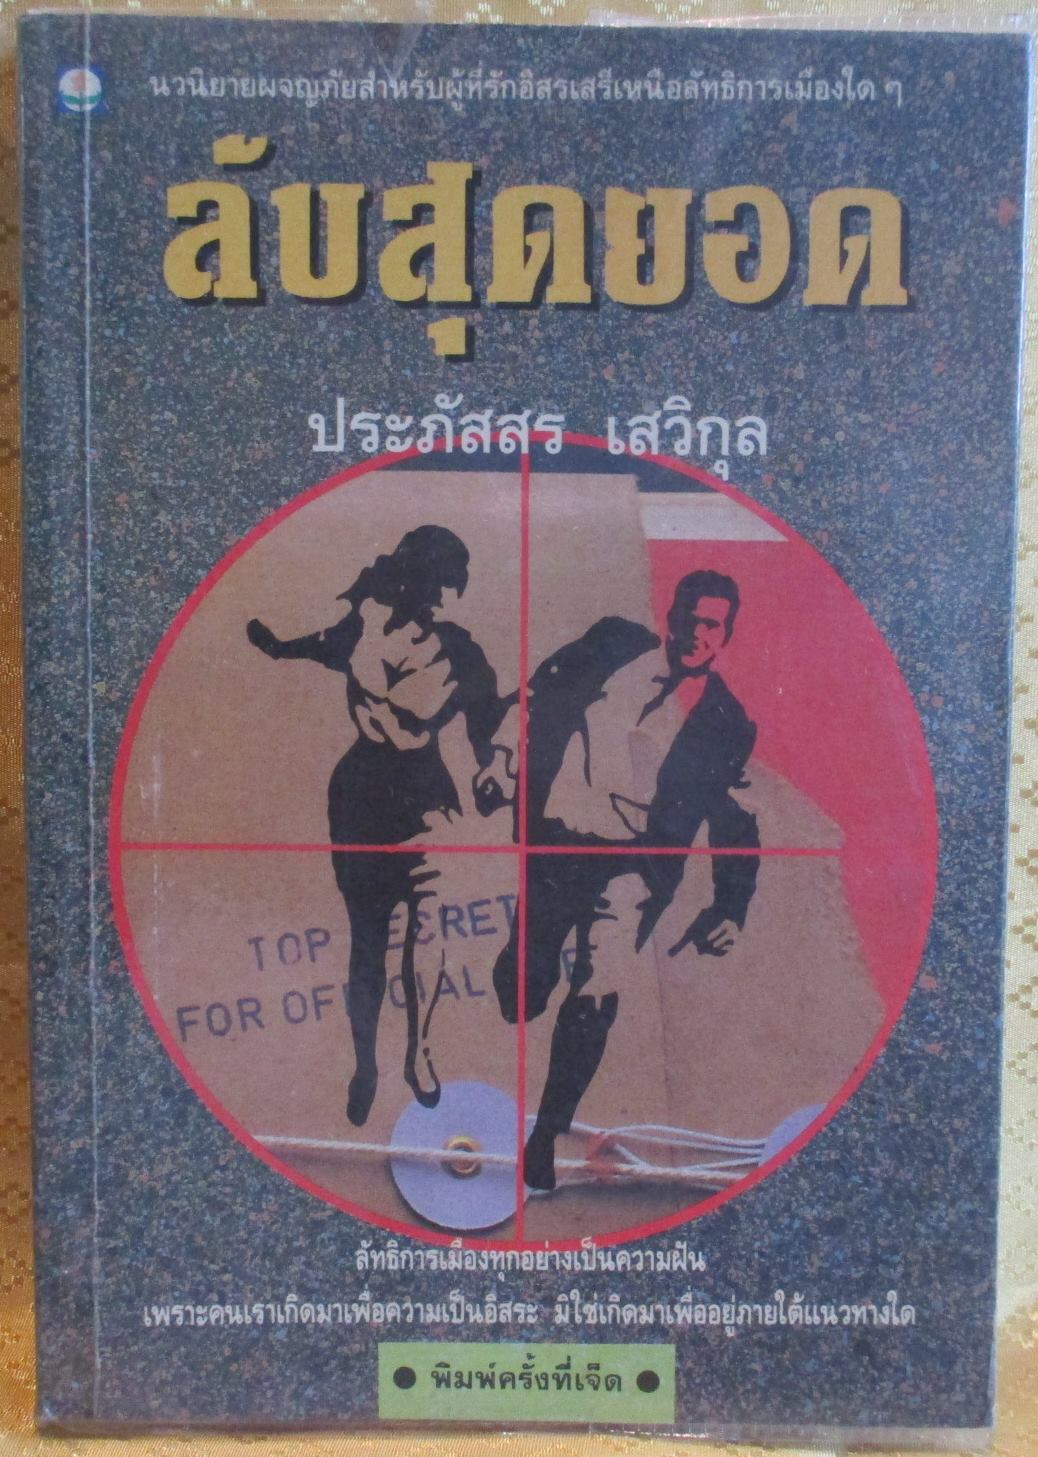 นวนิยายผจญภัยสำหรับผู้ที่รักอิสรเสรีเหนือลัทธิการเมืองใด ๆ
ลับสุดยอด
ประภัสสร เสวิกุล
TOP SECRET
FOR OFFICIAL
ลัทธิการเมืองทุกอย่างเป็นความฝัน
เพราะคนเราเกิดมาเพื่อความเป็นอิสระ มิใช่เกิดมาเพื่ออยู่ภายใต้แนวทางใด
● พิมพ์ครั้งที่เจ็ด ●